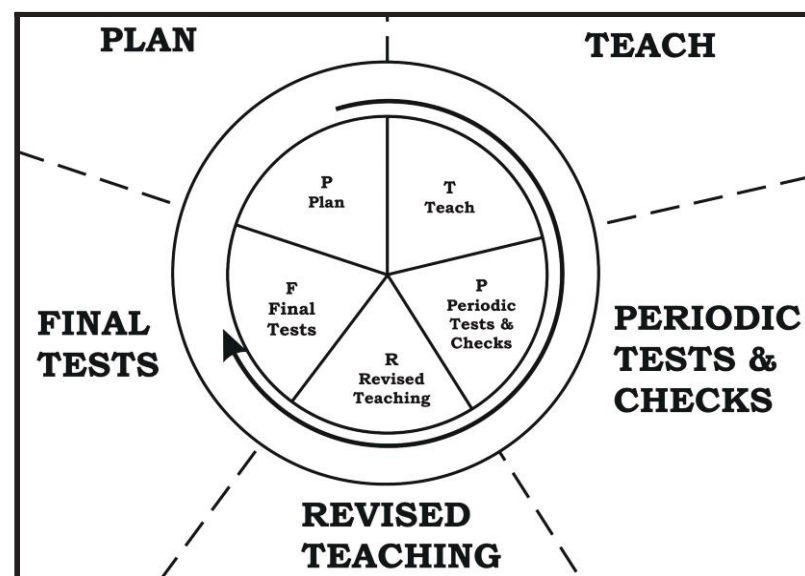 PLAN
TEACH
P
Plan
T
Teach
P
Periodic
Tests &
Checks
R
Revised
Teaching
F
Final
Tests
PERIODIC
TESTS &
CHECKS
REVISED
TEACHING
FINAL
TESTS